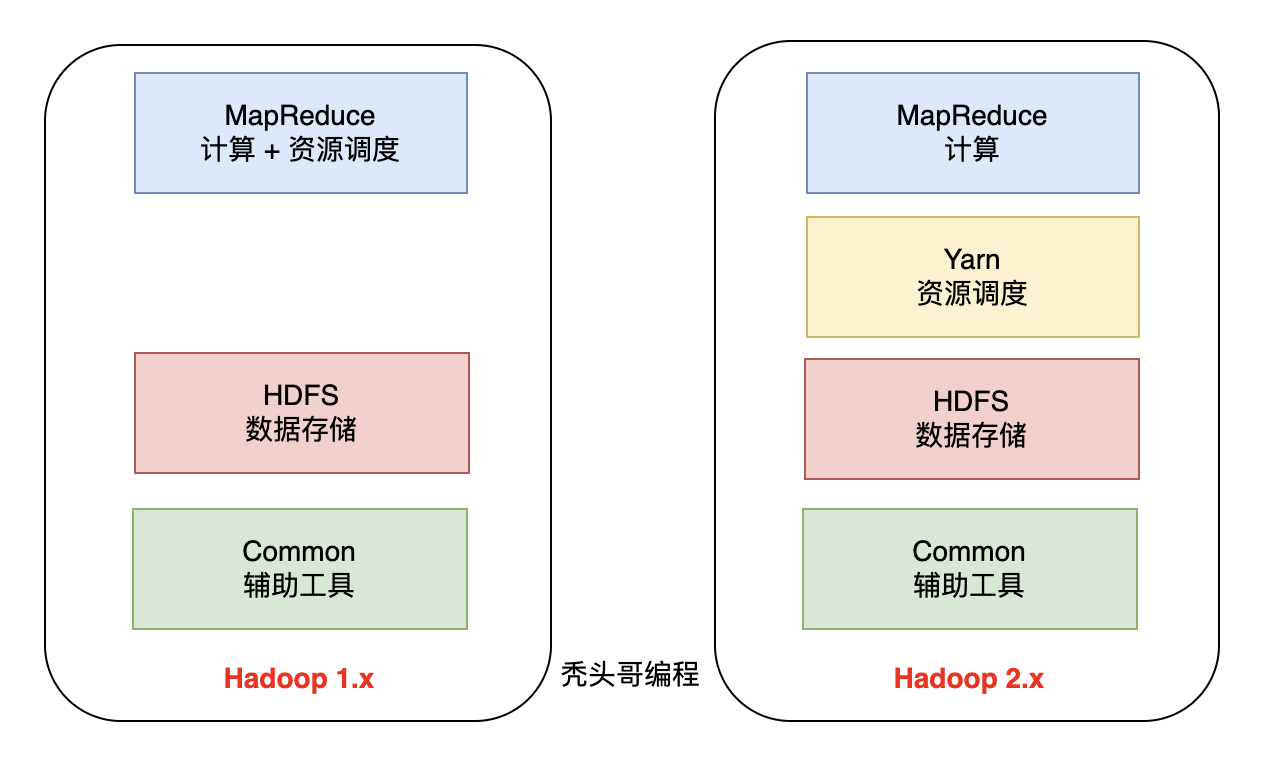 MapReduce
计算 + 资源调度
HDFS
数据存储
Common
辅助工具
Hadoop 1.x
秃头哥编程
MapReduce
计算
Yarn
资源调度
HDFS
数据存储
Common
辅助工具
Hadoop 2.x